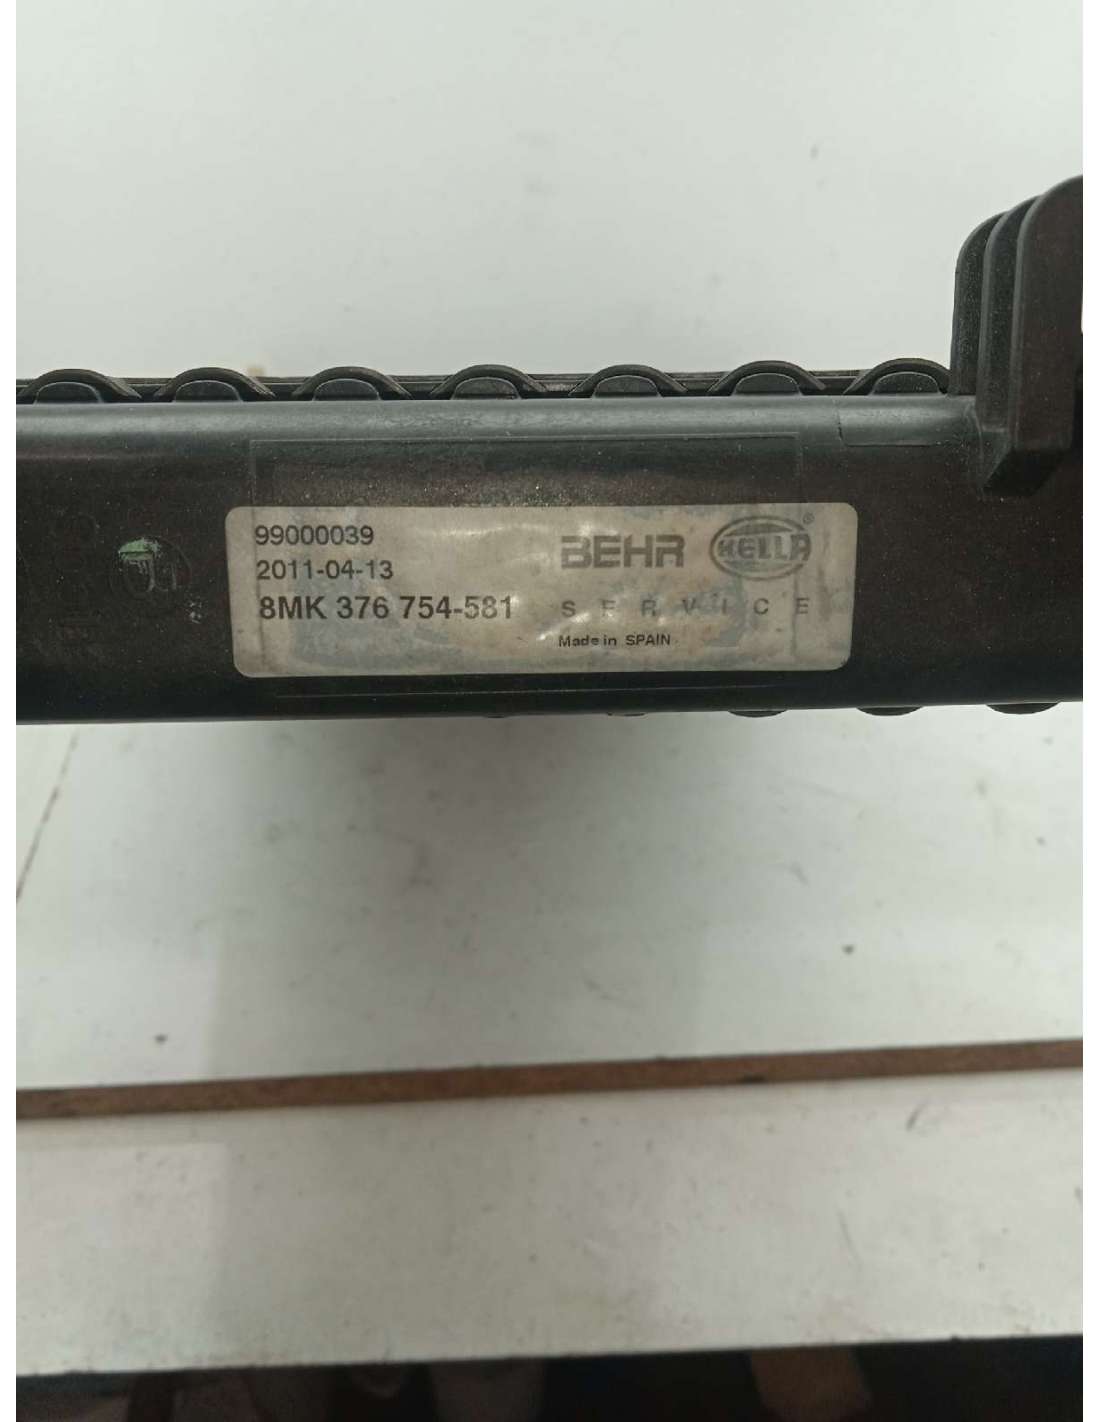 99000039
2011-04-13
8MK 376 754-581
BEHR HELLA®
SERVICE
Made in SPAIN